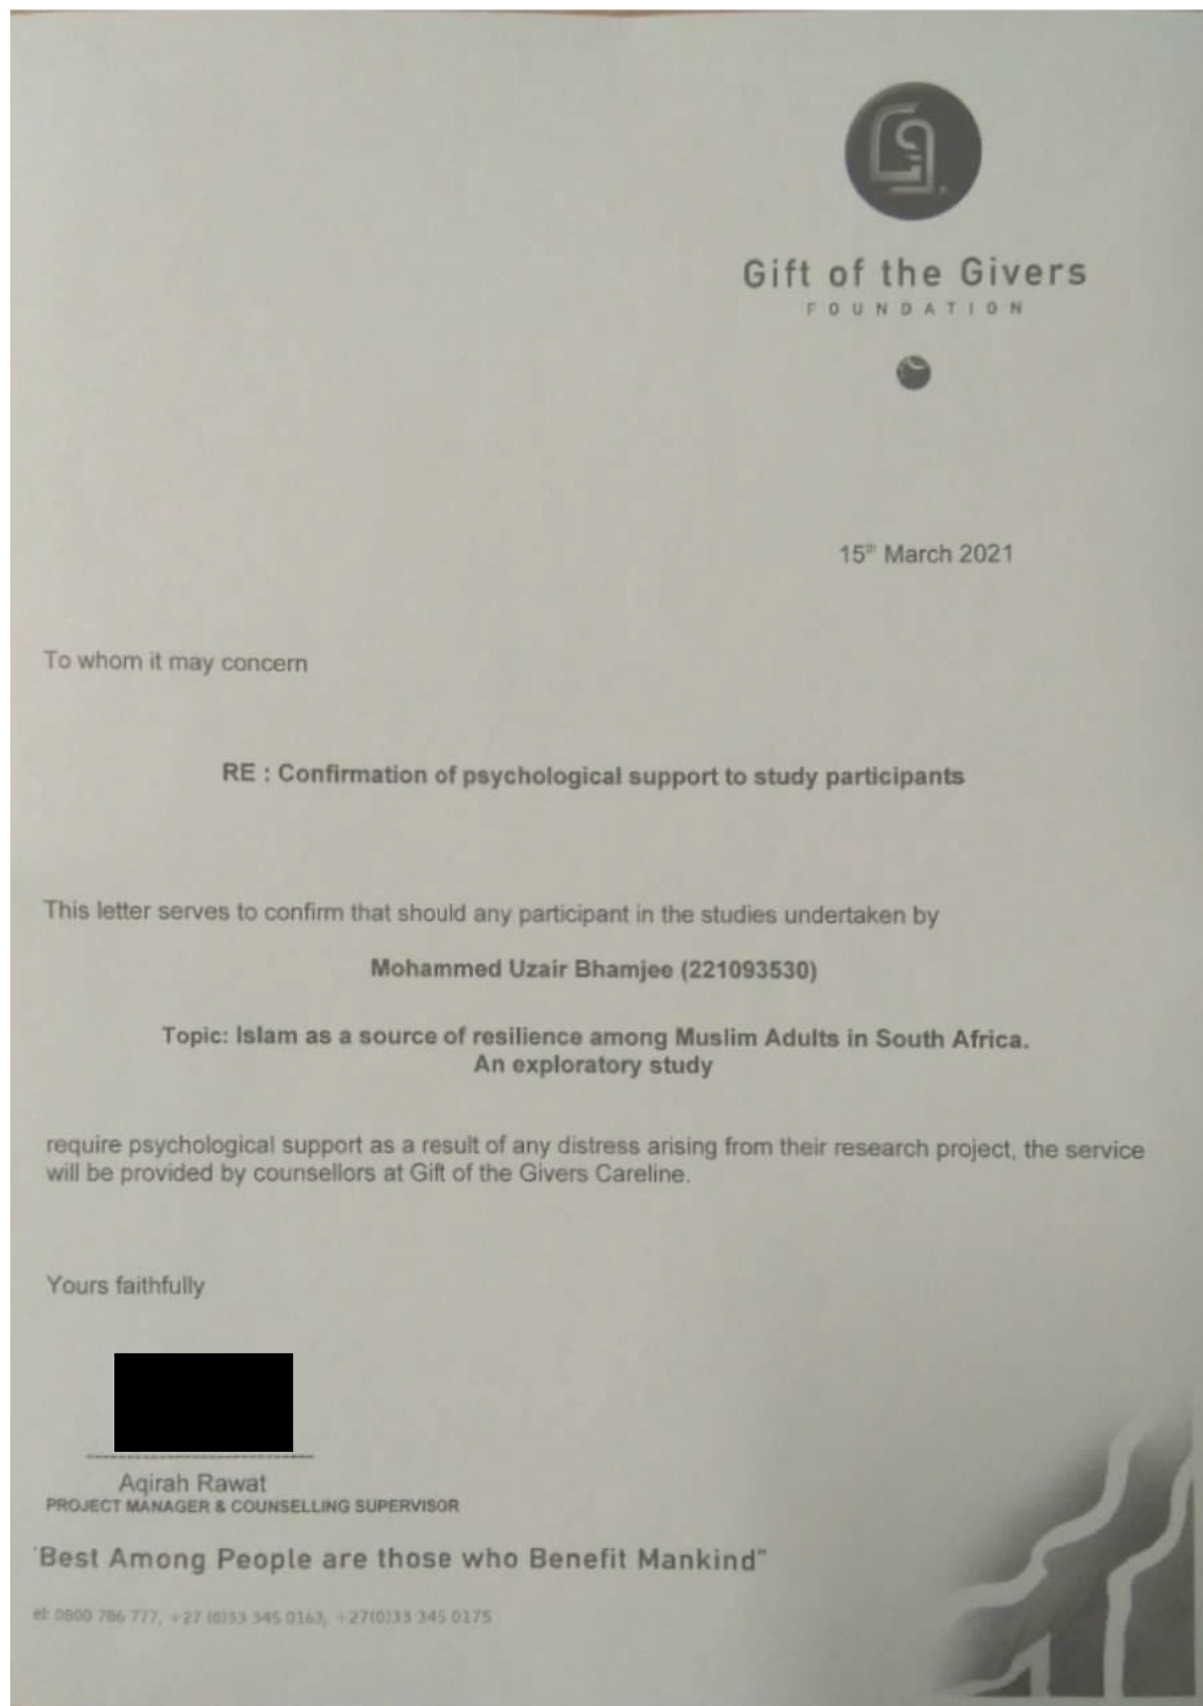 Gift of the Givers
FOUNDATION
15th March 2021
To whom it may concern
RE : Confirmation of psychological support to study participants
This letter serves to confirm that should any participant in the studies undertaken by
Mohammed Uzair Bhamjee (221093530)
Topic: Islam as a source of resilience among Muslim Adults in South Africa.
An exploratory study
require psychological support as a result of any distress arising from their research project, the service
will be provided by counsellors at Gift of the Givers Careline.
Yours faithfully
Aqirah Rawat
PROJECT MANAGER & COUNSELLING SUPERVISOR
"Best Among People are those who Benefit Mankind"
el: 0800 786 777, +27 (0)33 345 0163, +27(0)33 345 0175